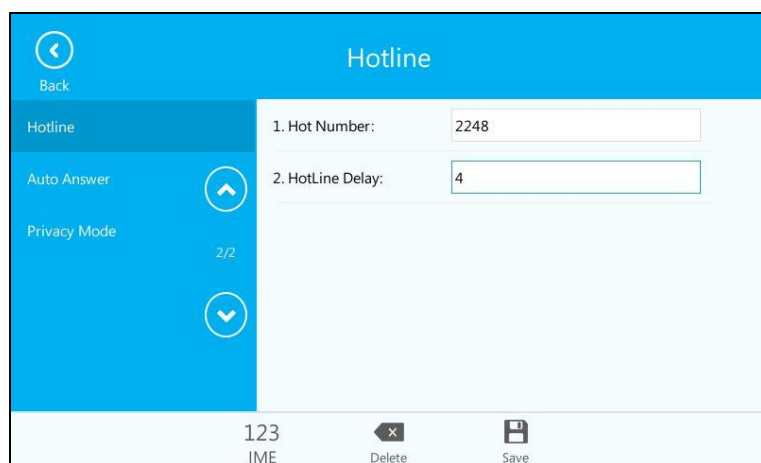 Hotline
Back
Hotline
1. Hot Number: 2248
Auto Answer
2. HotLine Delay: 4
Privacy Mode
2/2
123
IME
Delete
Save